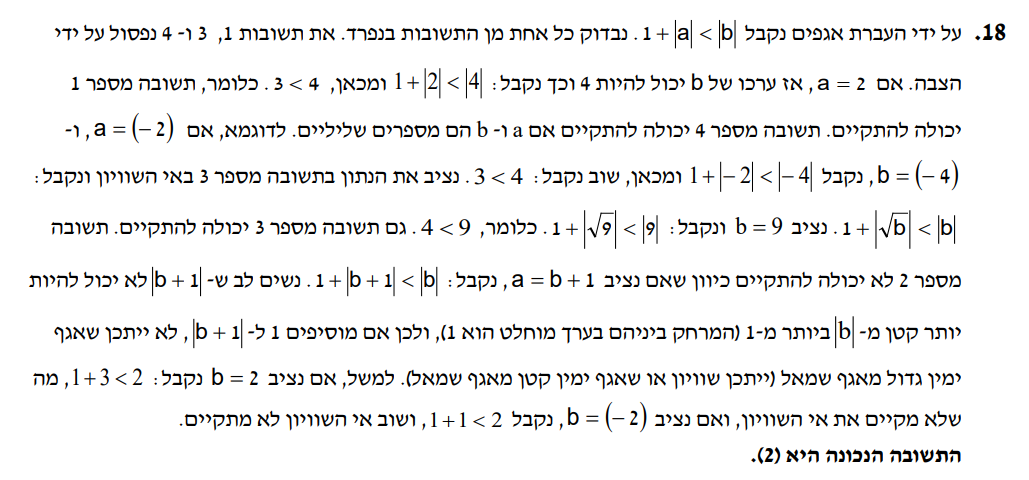 18. על ידי העברת אגפים נקבל 1+|a| < |b|. נבדוק כל אחת מן התשובות בנפרד. את תשובות 1, 3 ו- 4 נפסול על ידי
הצבה. אם a = 2, אז ערכו של b יכול להיות 4 וכך נקבל: 1+|2| < |4| ומכאן, 3 < 4. כלומר, תשובה מספר 1
יכולה להתקיים. תשובה מספר 4 יכולה להתקיים אם a ו- b הם מספרים שליליים. לדוגמא, אם a = (−2), ו-
b = (−4), נקבל 1+|−2| < |−4| ומכאן, שוב נקבל: 3 < 4. נציב את הנתון בתשובה מספר 3 באי השוויון ונקבל:
1+|√b| < |b|. נציב b = 9 ונקבל: 1+|√9| < |9|. כלומר, 4 < 9. גם תשובה מספר 3 יכולה להתקיים. תשובה
מספר 2 לא יכולה להתקיים כיוון שאם נציב a = b + 1, נקבל: 1+|b + 1| < |b|. נשים לב ש- |b + 1| לא יכול להיות
יותר קטן מ- |b| ביותר מ-1 (המרחק ביניהם בערך מוחלט הוא 1), ולכן אם מוסיפים 1 ל- |b + 1|, לא ייתכן שאגף
ימין גדול מאגף שמאל (ייתכן שוויון או שאגף ימין קטן מאגף שמאל). למשל, אם נציב b = 2 נקבל: 1+3 < 2, מה
שלא מקיים את אי השוויון, ואם נציב b = (−2), נקבל 1+1 < 2, ושוב אי השוויון לא מתקיים.
התשובה הנכונה היא (2).